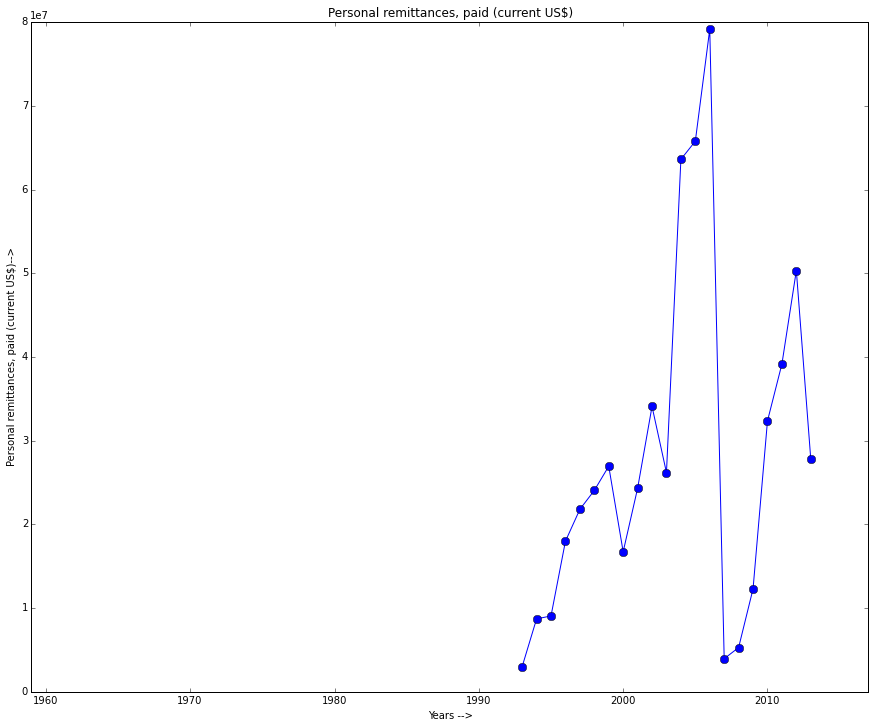 Personal remittances, paid (current US$)
1e7
8
7
6
5
4
3
2
1
0
Personal remittances, paid (current US$)-->
1960 1970 1980 1990 2000 2010
Years -->